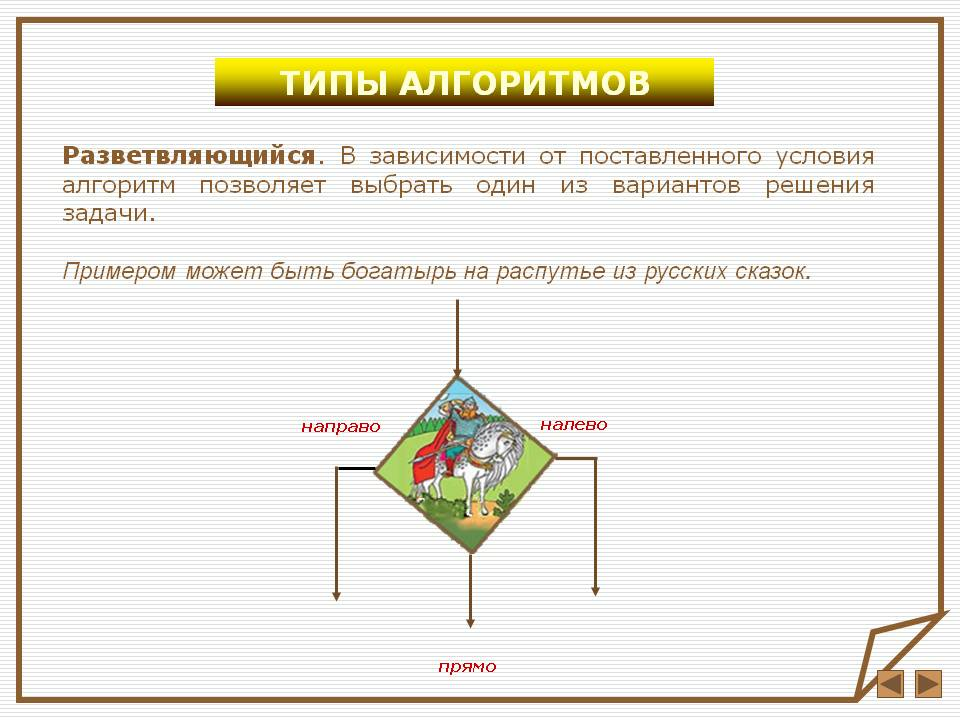 ТИПЫ АЛГОРИТМОВ
Разветвляющийся. В зависимости от поставленного условия
алгоритм позволяет выбрать один из вариантов решения
задачи.
Примером может быть богатырь на распутье из русских сказок.
направо
налево
прямо